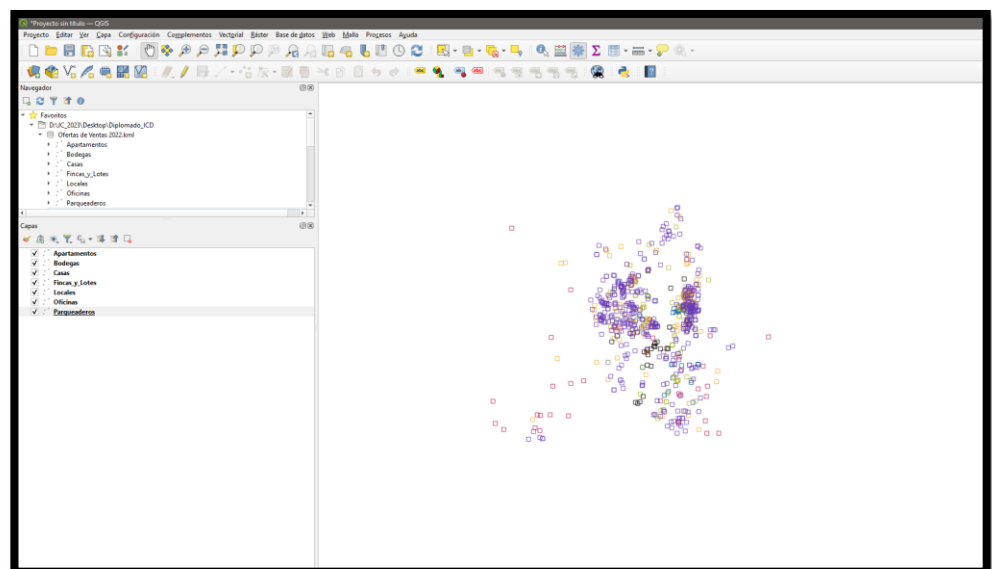 *Proyecto sin título — QGIS
Proyecto Editar Ver Capa Configuración Complementos Vectorial Ráster Base de datos Web Malla Procesos Ayuda
Navegador
Favoritos
D:\JC_2023\Desktop\Diplomado_ICD
Ofertas de Ventas 2022.kml
Apartamentos
Bodegas
Casas
Fincas_y_Lotes
Locales
Oficinas
Parqueaderos
Capas
Apartamentos
Bodegas
Casas
Fincas_y_Lotes
Locales
Oficinas
Parqueaderos